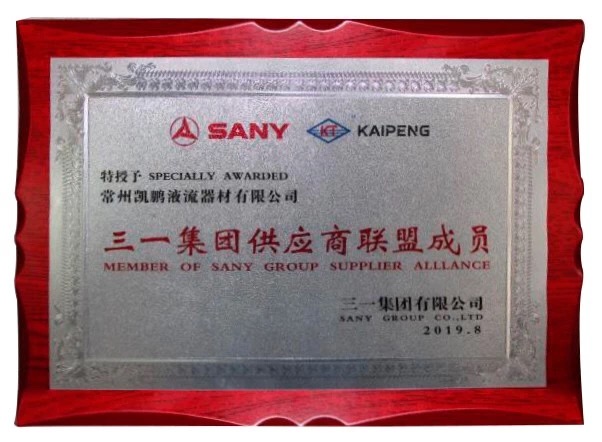 SANY KT KAIPENG
特授予 SPECIALLY AWARDED
常州凯鹏液流器材有限公司
三一集团供应商联盟成员
MEMBER OF SANY GROUP SUPPLIER ALLLANCE
三一集团有限公司
SANY GROUP CO.,LTD
2019.8